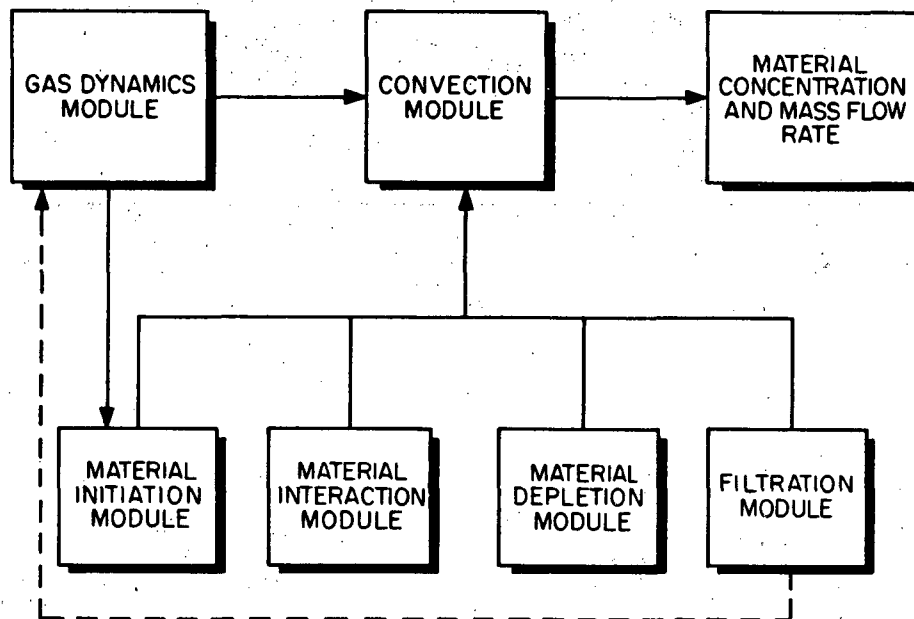 GAS DYNAMICS
MODULE
CONVECTION
MODULE
MATERIAL
CONCENTRATION
AND MASS FLOW
RATE
MATERIAL
INITIATION
MODULE
MATERIAL
INTERACTION
MODULE
MATERIAL
DEPLETION
MODULE
FILTRATION
MODULE